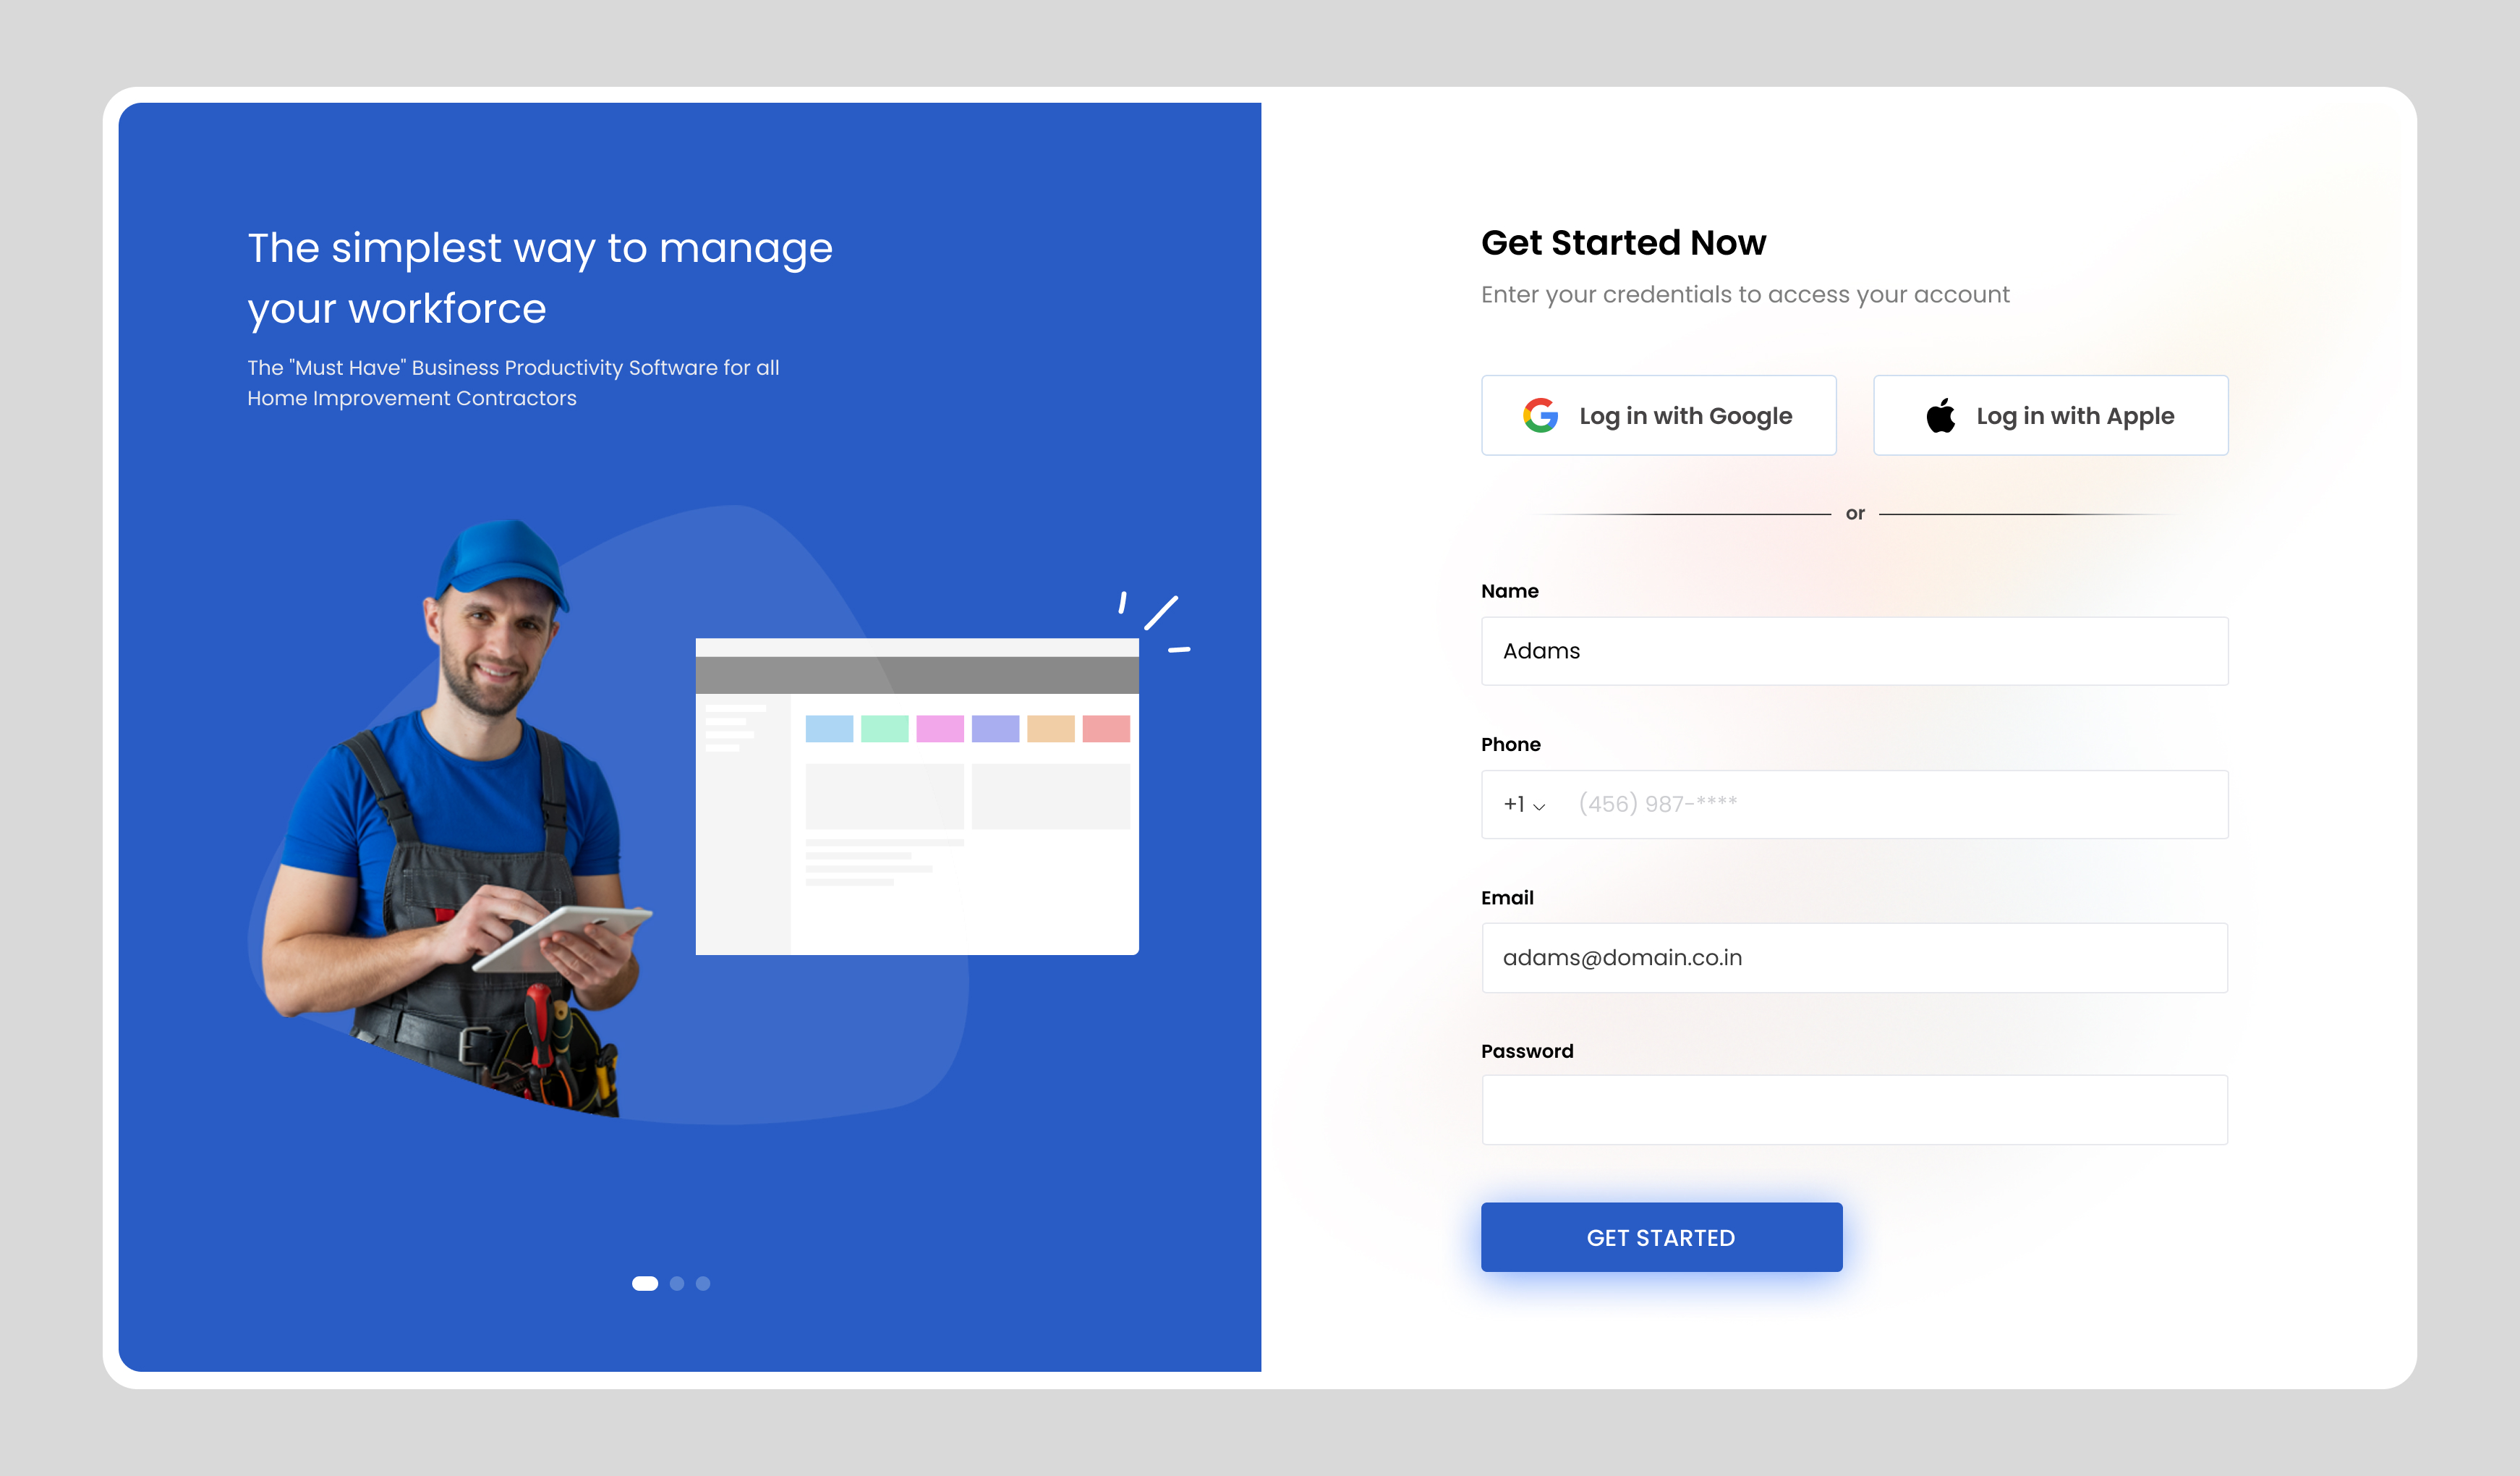 The simplest way to manage
your workforce
The "Must Have" Business Productivity Software for all
Home Improvement Contractors
Get Started Now
Enter your credentials to access your account
Log in with Google
Log in with Apple
or
Name
Adams
Phone
+1 (456) 987-****
Email
adams@domain.co.in
Password
GET STARTED